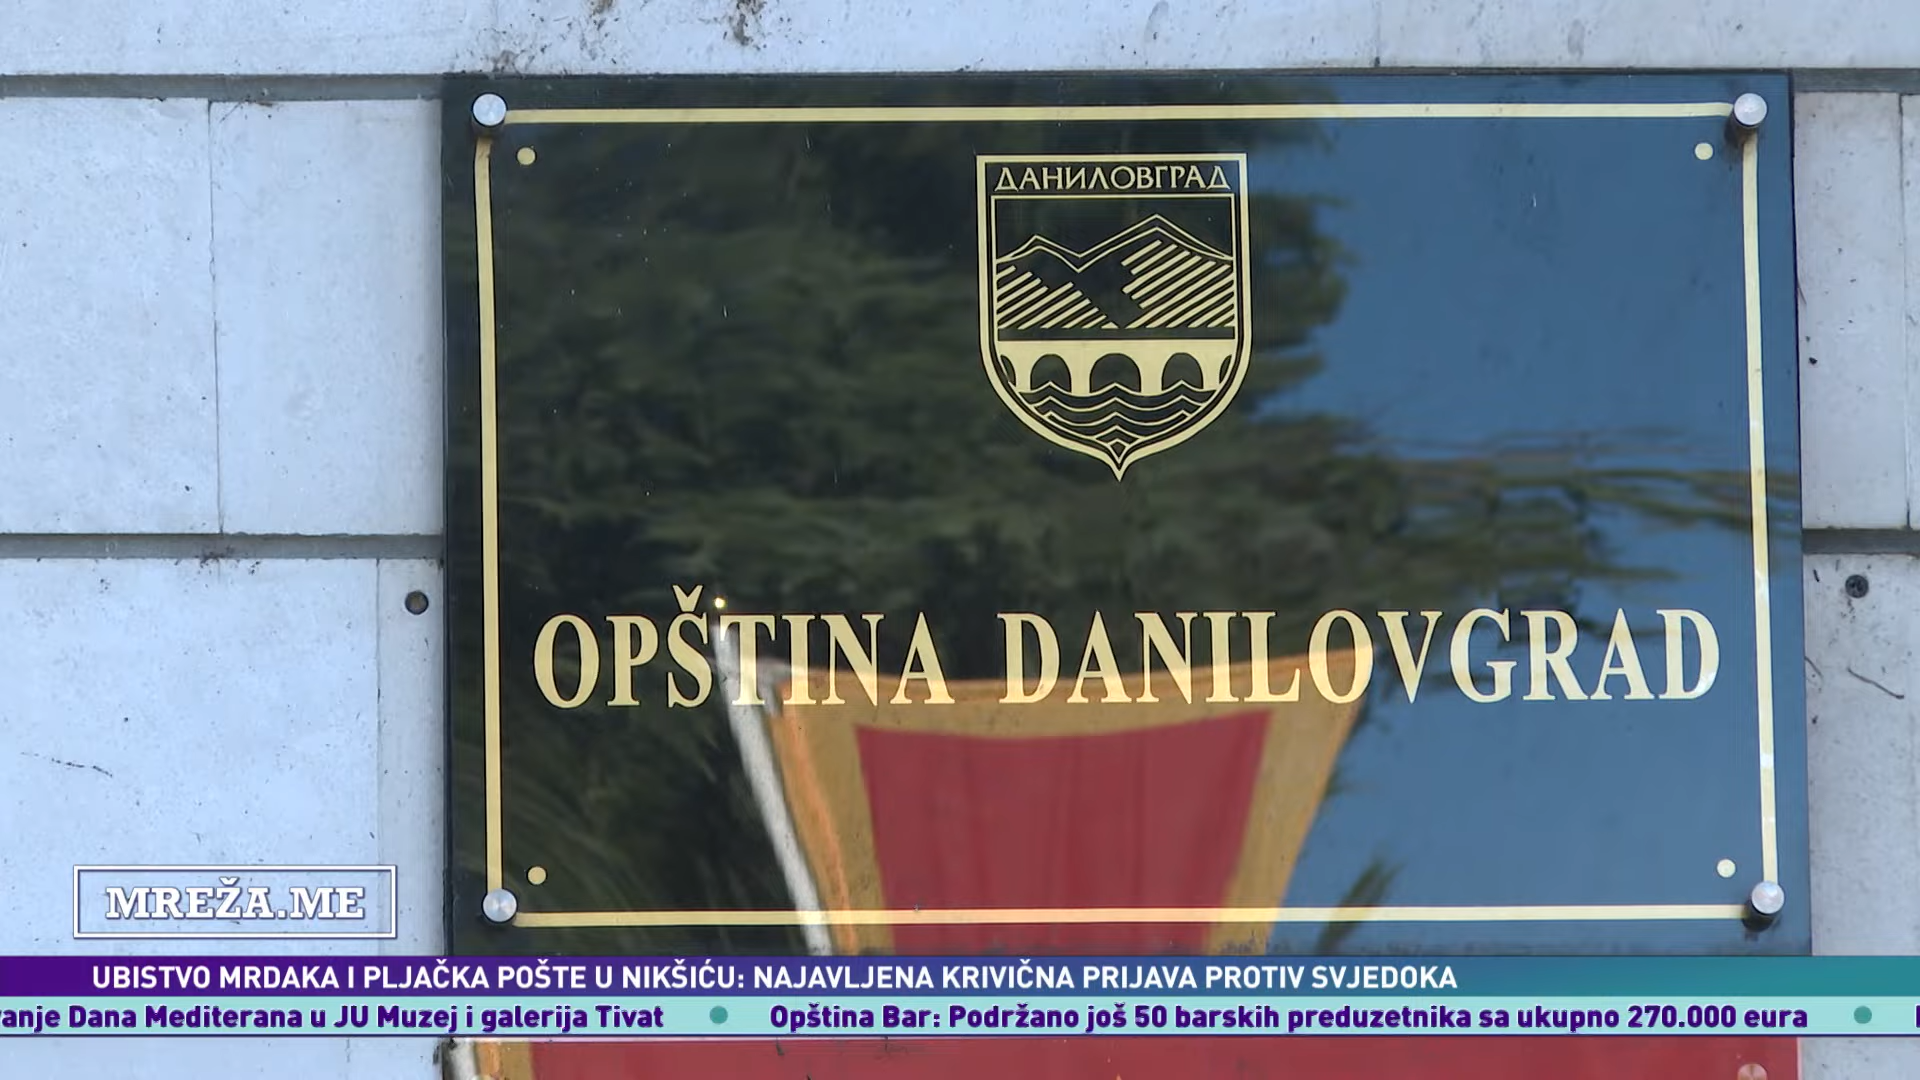 ДАНИЛОВГРАД
OPŠTINA DANILOVGRAD
MREŽA.ME
UBISTVO MRDAKA I PLJAČKA POŠTE U NIKŠIĆU: NAJAVLJENA KRIVIČNA PRIJAVA PROTIV SVJEDOKA
Dana Mediterana u JU Muzej i galerija Tivat ● Opština Bar: Podržano još 50 barskih preduzetnika sa ukupno 270.000 eura ●